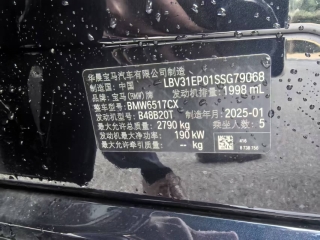 华晨宝马汽车有限公司制造
制造国：中国 LBV31EP01SSG79068
品牌：宝马(BMW)牌 发动机排量：1998 mL
整车型号：BMW6517CX
发动机型号：B48B20T 制造年月：2025-01
最大允许总质量：2790 kg 乘坐人数：5
发动机最大净功率：190 kW
最大允许牵引质量：－ kg